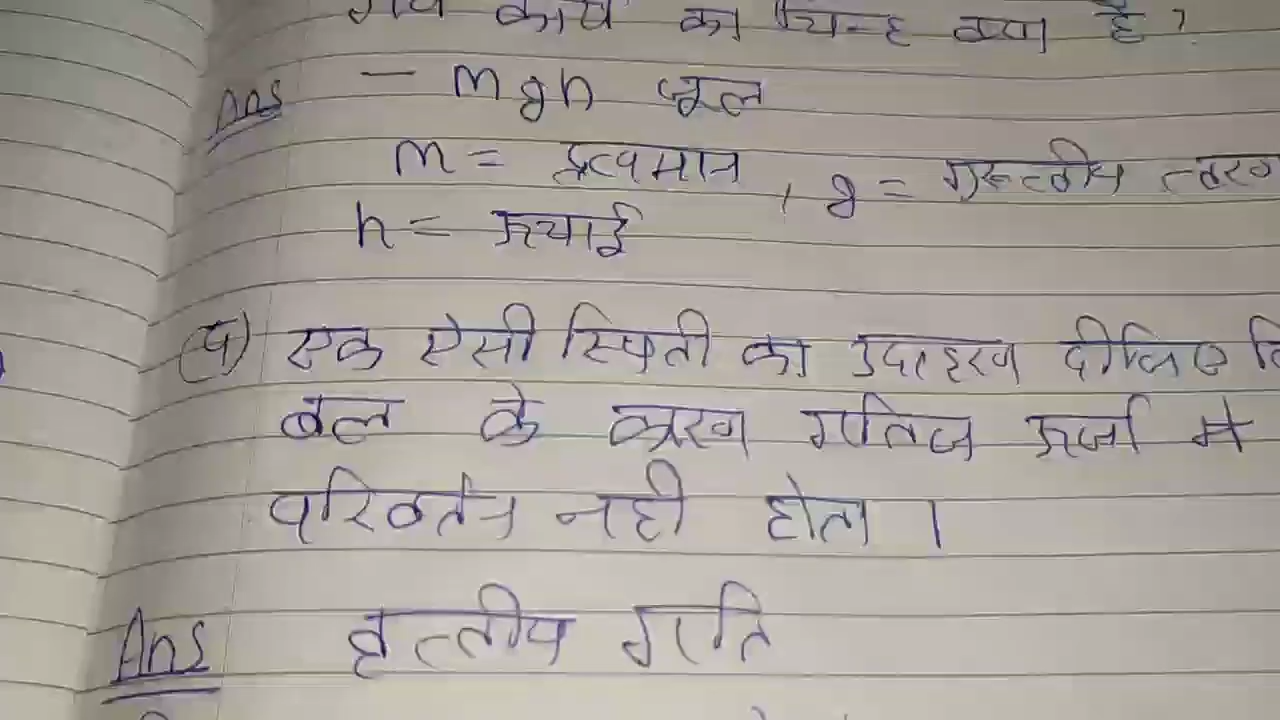 कार्य का चिन्ह क्या है ?
Ans - mgh जूल
m = द्रव्यमान , g = गुरूत्वीय त्वरण
h = ऊचाई
एक ऐसी स्थिती का उदाहरण दीजिए
बल के कारण गतिज ऊर्जा में
परिवर्तन नही होता ।
Ans वृत्तीय गति